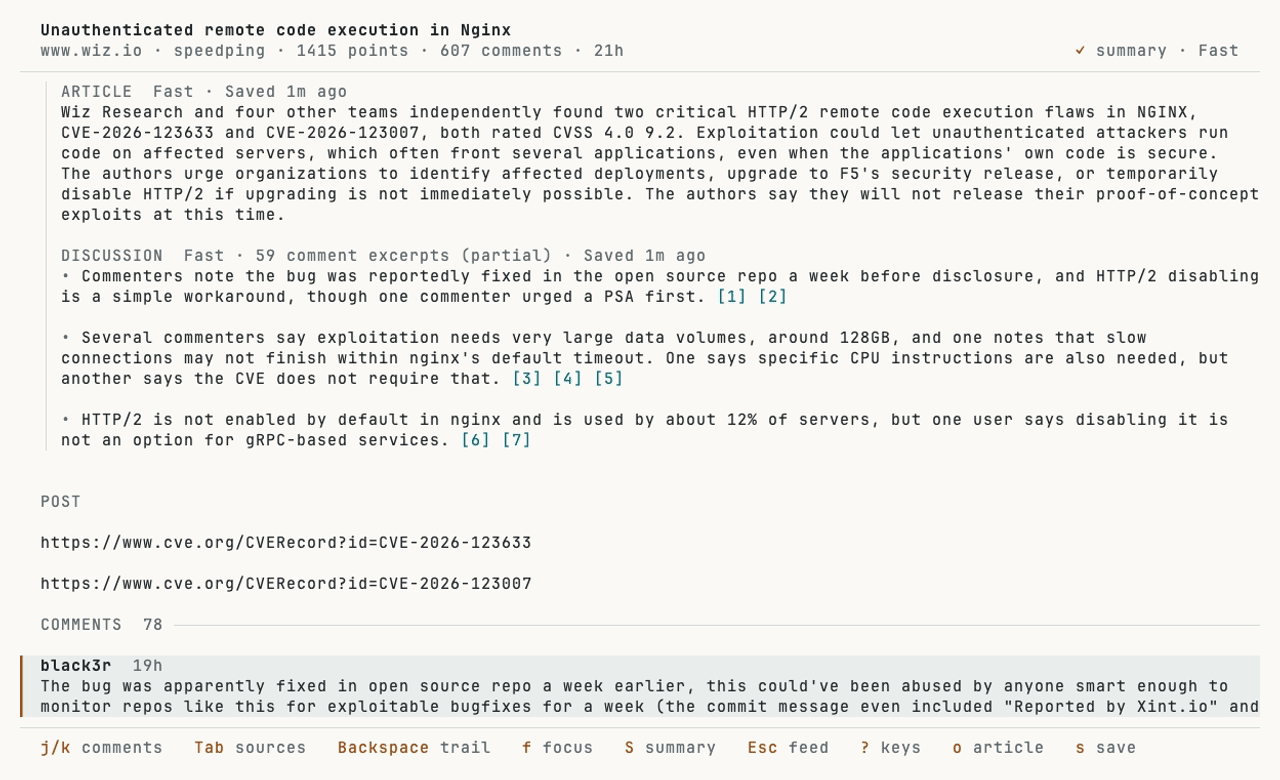 Unauthenticated remote code execution in Nginx
www.wiz.io · speedping · 1415 points · 607 comments · 21h
✓ summary · Fast
ARTICLE  Fast · Saved 1m ago
Wiz Research and four other teams independently found two critical HTTP/2 remote code execution flaws in NGINX,
CVE-2026-123633 and CVE-2026-123007, both rated CVSS 4.0 9.2. Exploitation could let unauthenticated attackers run
code on affected servers, which often front several applications, even when the applications' own code is secure.
The authors urge organizations to identify affected deployments, upgrade to F5's security release, or temporarily
disable HTTP/2 if upgrading is not immediately possible. The authors say they will not release their proof-of-concept
exploits at this time.
DISCUSSION  Fast · 59 comment excerpts (partial) · Saved 1m ago
• Commenters note the bug was reportedly fixed in the open source repo a week before disclosure, and HTTP/2 disabling
is a simple workaround, though one commenter urged a PSA first. [1] [2]
• Several commenters say exploitation needs very large data volumes, around 128GB, and one notes that slow
connections may not finish within nginx's default timeout. One says specific CPU instructions are also needed, but
another says the CVE does not require that. [3] [4] [5]
• HTTP/2 is not enabled by default in nginx and is used by about 12% of servers, but one user says disabling it is
not an option for gRPC-based services. [6] [7]
POST
https://www.cve.org/CVERecord?id=CVE-2026-123633
https://www.cve.org/CVERecord?id=CVE-2026-123007
COMMENTS  78
black3r  19h
The bug was apparently fixed in open source repo a week earlier, this could've been abused by anyone smart enough to
monitor repos like this for exploitable bugfixes for a week (the commit message even included "Reported by Xint.io" and
j/k comments   Tab sources   Backspace trail   f focus   S summary   Esc feed   ? keys   o article   s save